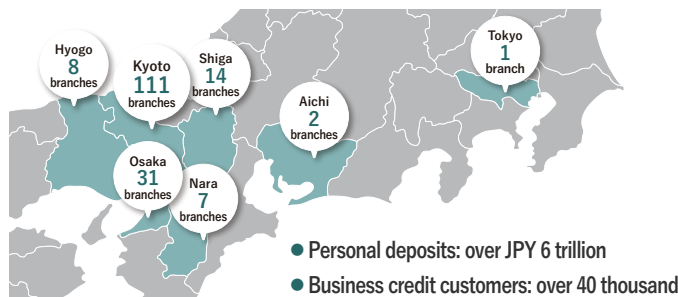 Hyogo
8
branches
Kyoto
111
branches
Shiga
14
branches
Tokyo
1
branch
Aichi
2
branches
Osaka
31
branches
Nara
7
branches
● Personal deposits: over JPY 6 trillion
● Business credit customers: over 40 thousand